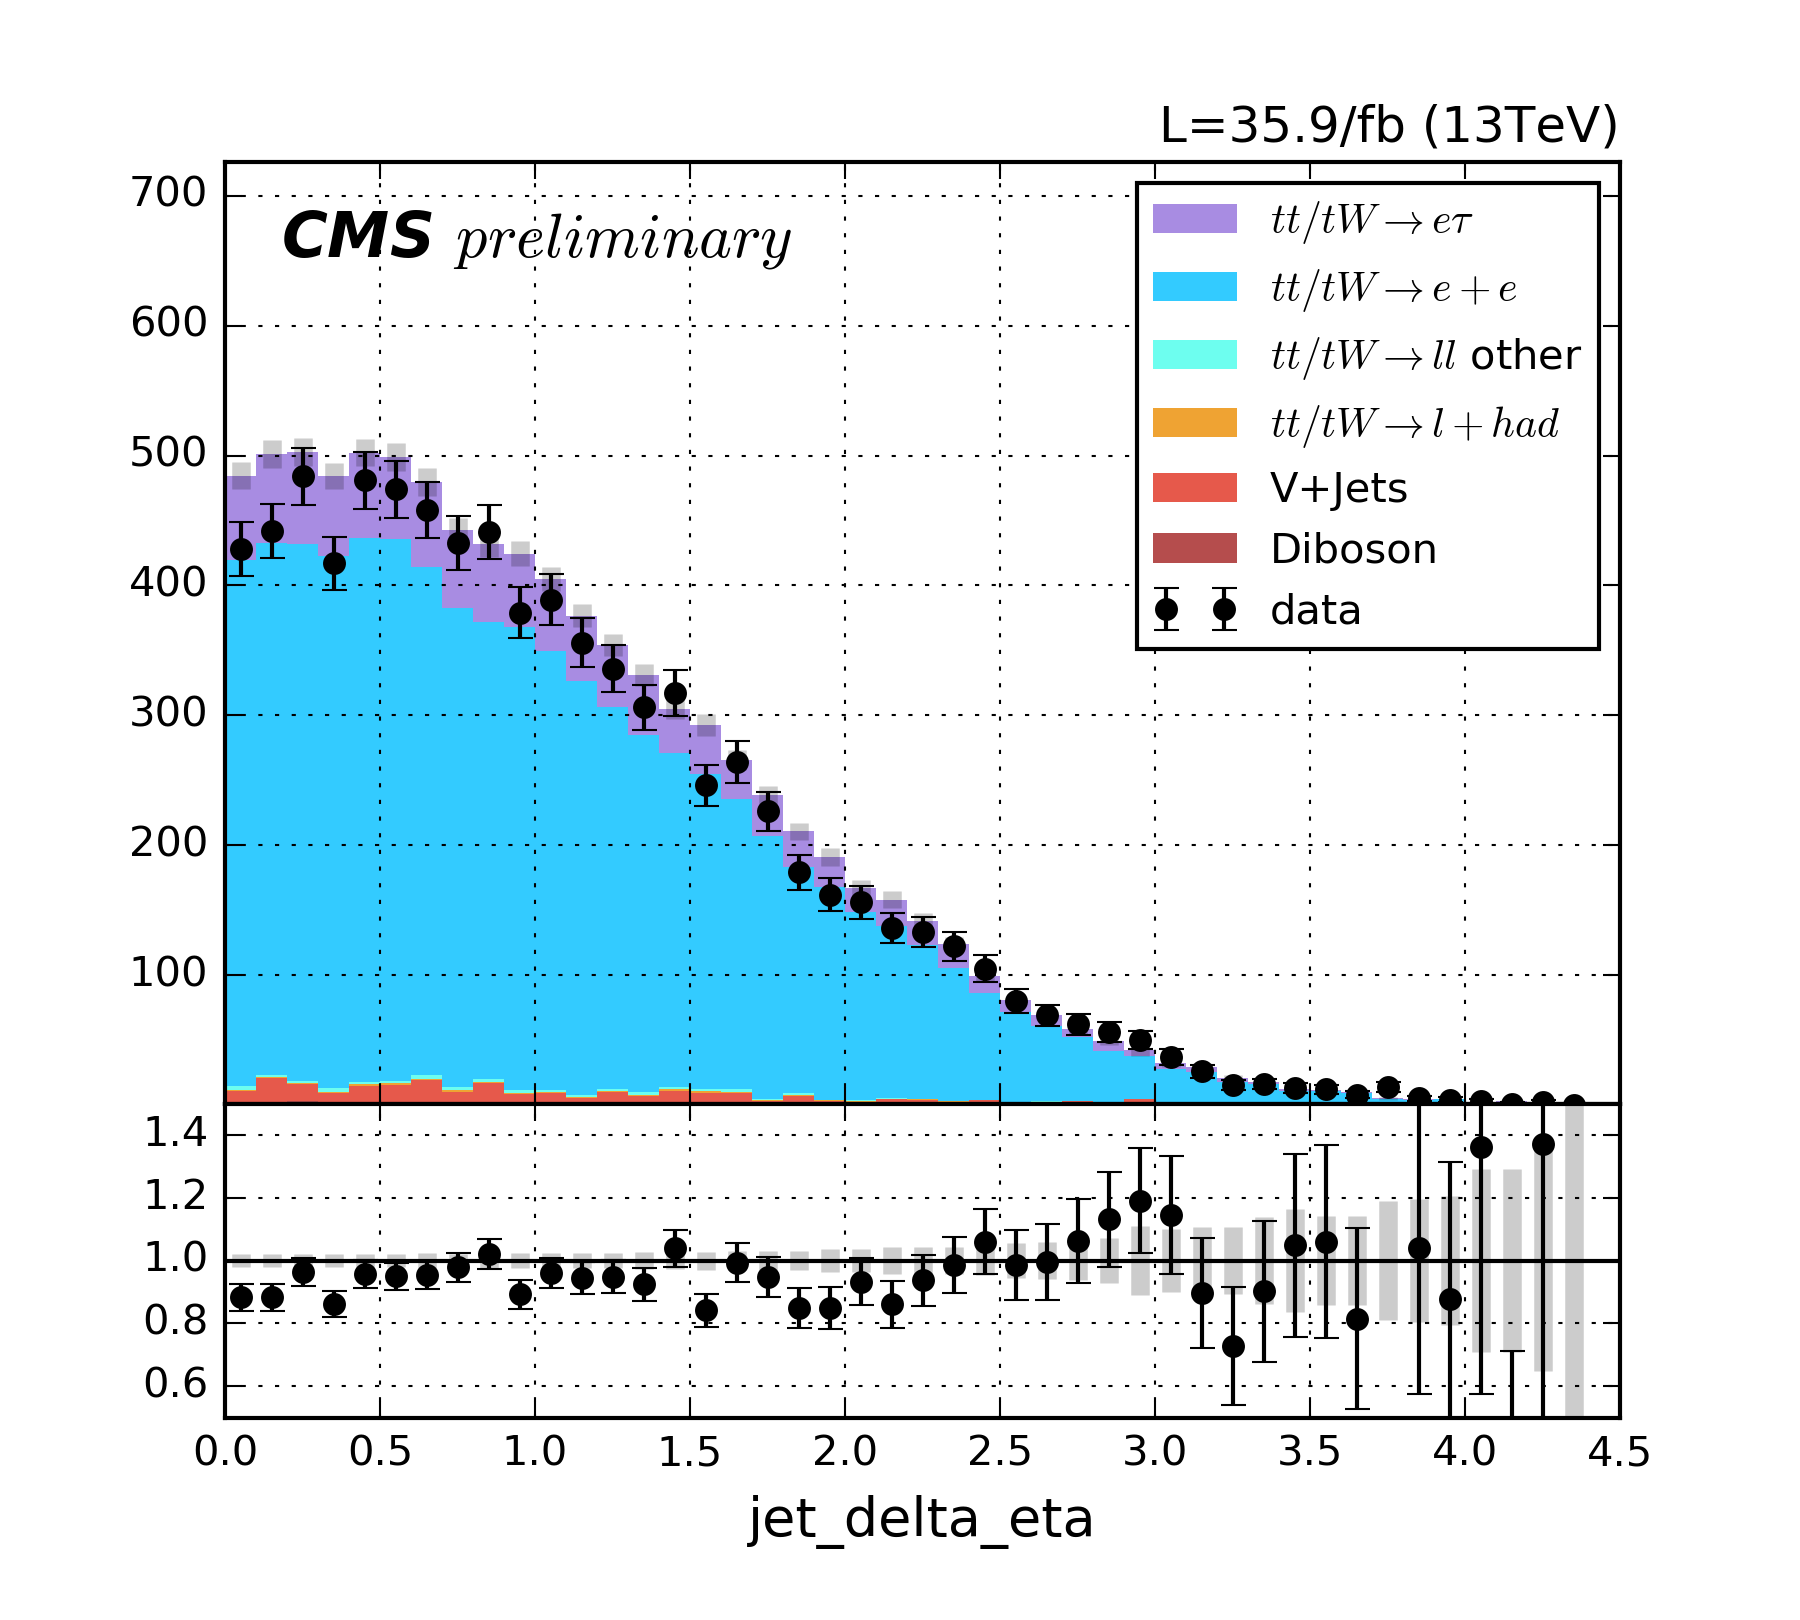 L=35.9/fb (13TeV)
CMS preliminary
700
600
500
400
300
200
100
tt/tW→eτ
tt/tW→e+e
tt/tW→ll other
tt/tW→l+had
V+Jets
Diboson
data
1.4
1.2
1.0
0.8
0.6
0.0 0.5 1.0 1.5 2.0 2.5 3.0 3.5 4.0 4.5
jet_delta_eta